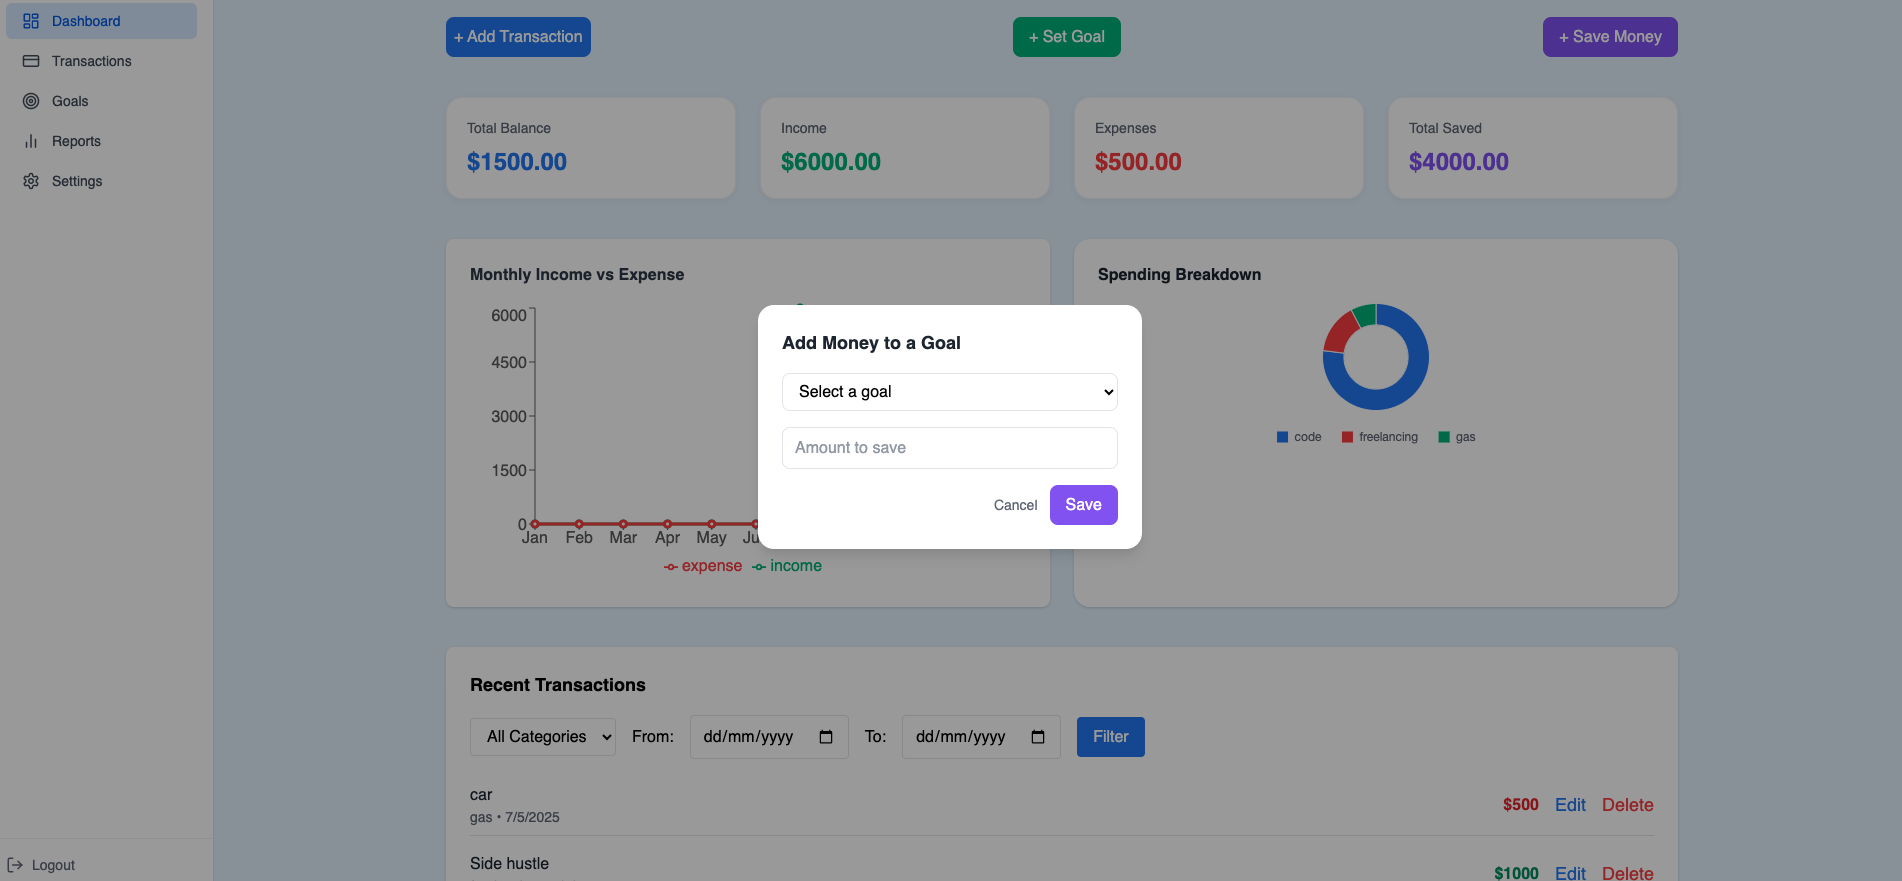 Dashboard
Transactions
Goals
Reports
Settings
Logout
+ Add Transaction
+ Set Goal
+ Save Money
Total Balance
$1500.00
Income
$6000.00
Expenses
$500.00
Total Saved
$4000.00
Monthly Income vs Expense
6000
4500
3000
1500
0
Jan Feb Mar Apr May
expense income
Spending Breakdown
code freelancing gas
Add Money to a Goal
Select a goal
Amount to save
Cancel Save
Recent Transactions
All Categories From: dd/mm/yyyy To: dd/mm/yyyy Filter
car
gas • 7/5/2025
$500 Edit Delete
Side hustle
$1000 Edit Delete